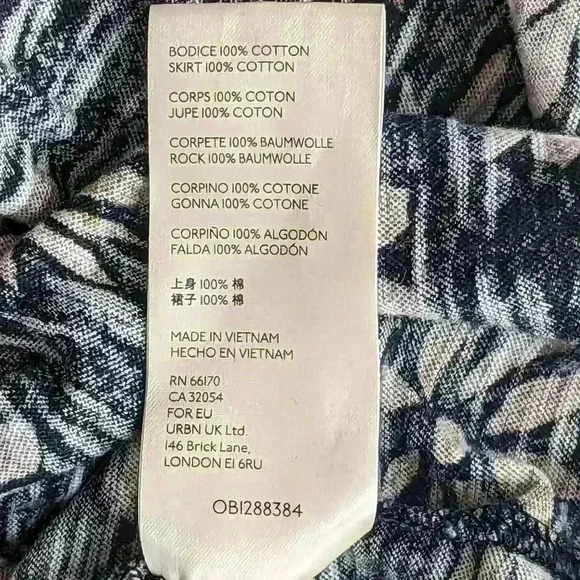 BODICE 100% COTTON
SKIRT 100% COTTON
CORPS 100% COTON
JUPE 100% COTON
CORPETE 100% BAUMWOLLE
ROCK 100% BAUMWOLLE
CORPINO 100% COTONE
GONNA 100% COTONE
CORPIÑO 100% ALGODÓN
FALDA 100% ALGODÓN
上身 100% 棉
裙子 100% 棉
MADE IN VIETNAM
HECHO EN VIETNAM
RN 66170
CA 32054
FOR EU
URBN UK Ltd.
146 Brick Lane,
LONDON E1 6RU
OB1288384